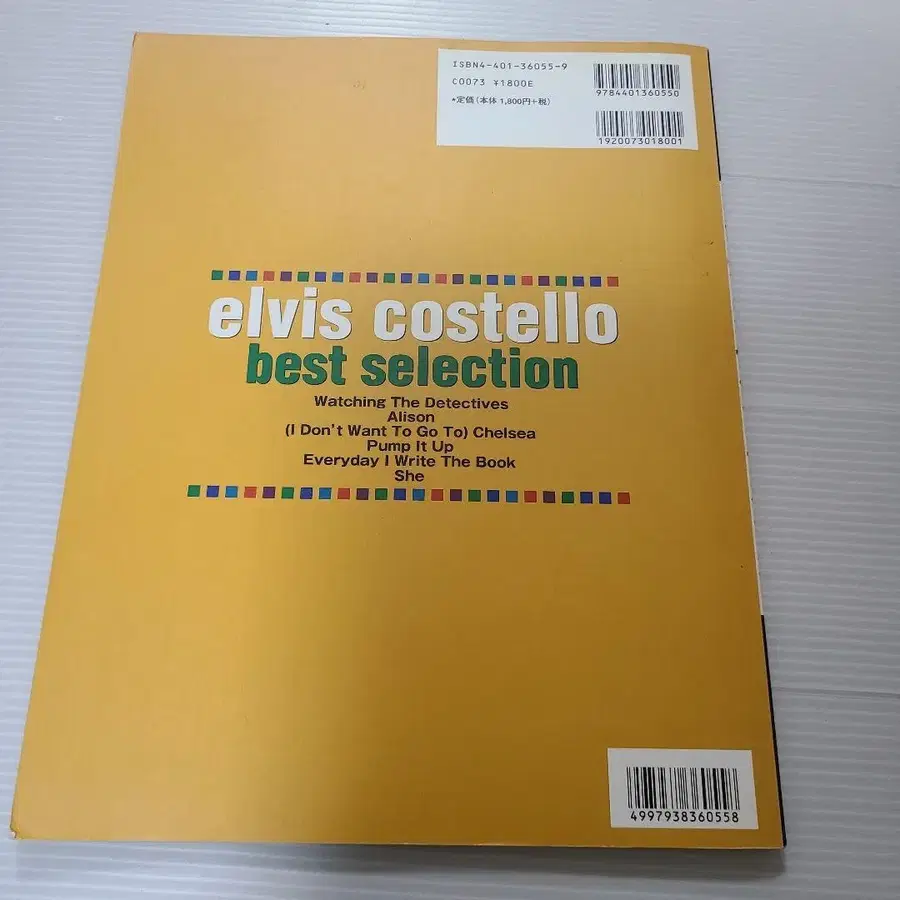 ISBN4-401-36055-9
C0073 ¥1800E
*定価(本体 1,800円+税)
9784401360550
1920073018001
elvis costello
best selection
Watching The Detectives
Alison
(I Don't Want To Go To) Chelsea
Pump It Up
Everyday I Write The Book
She
4997938360558